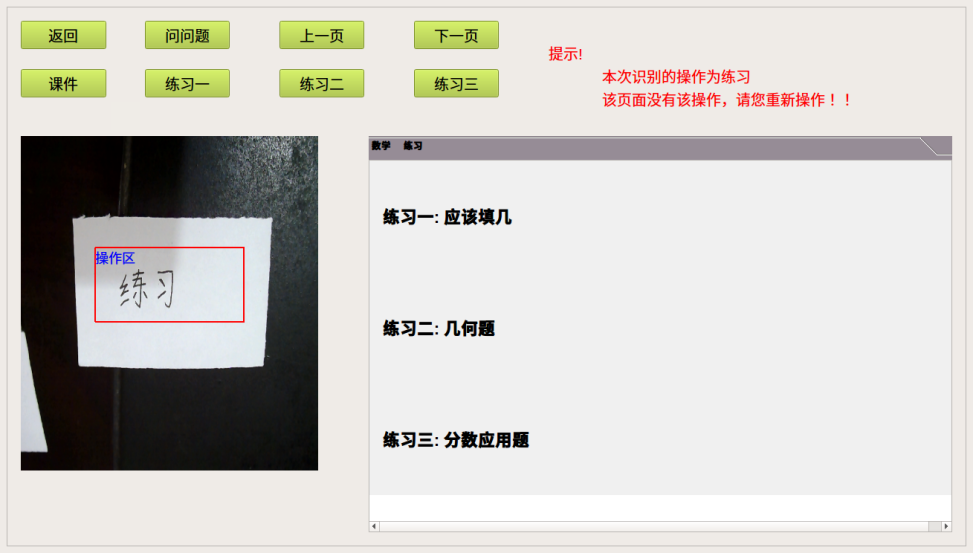 返回 问问题 上一页 下一页
提示!
课件 练习一 练习二 练习三
本次识别的操作为练习
该页面没有该操作，请您重新操作！！
数学 练习
操作区
练习
练习一: 应该填几
练习二: 几何题
练习三: 分数应用题